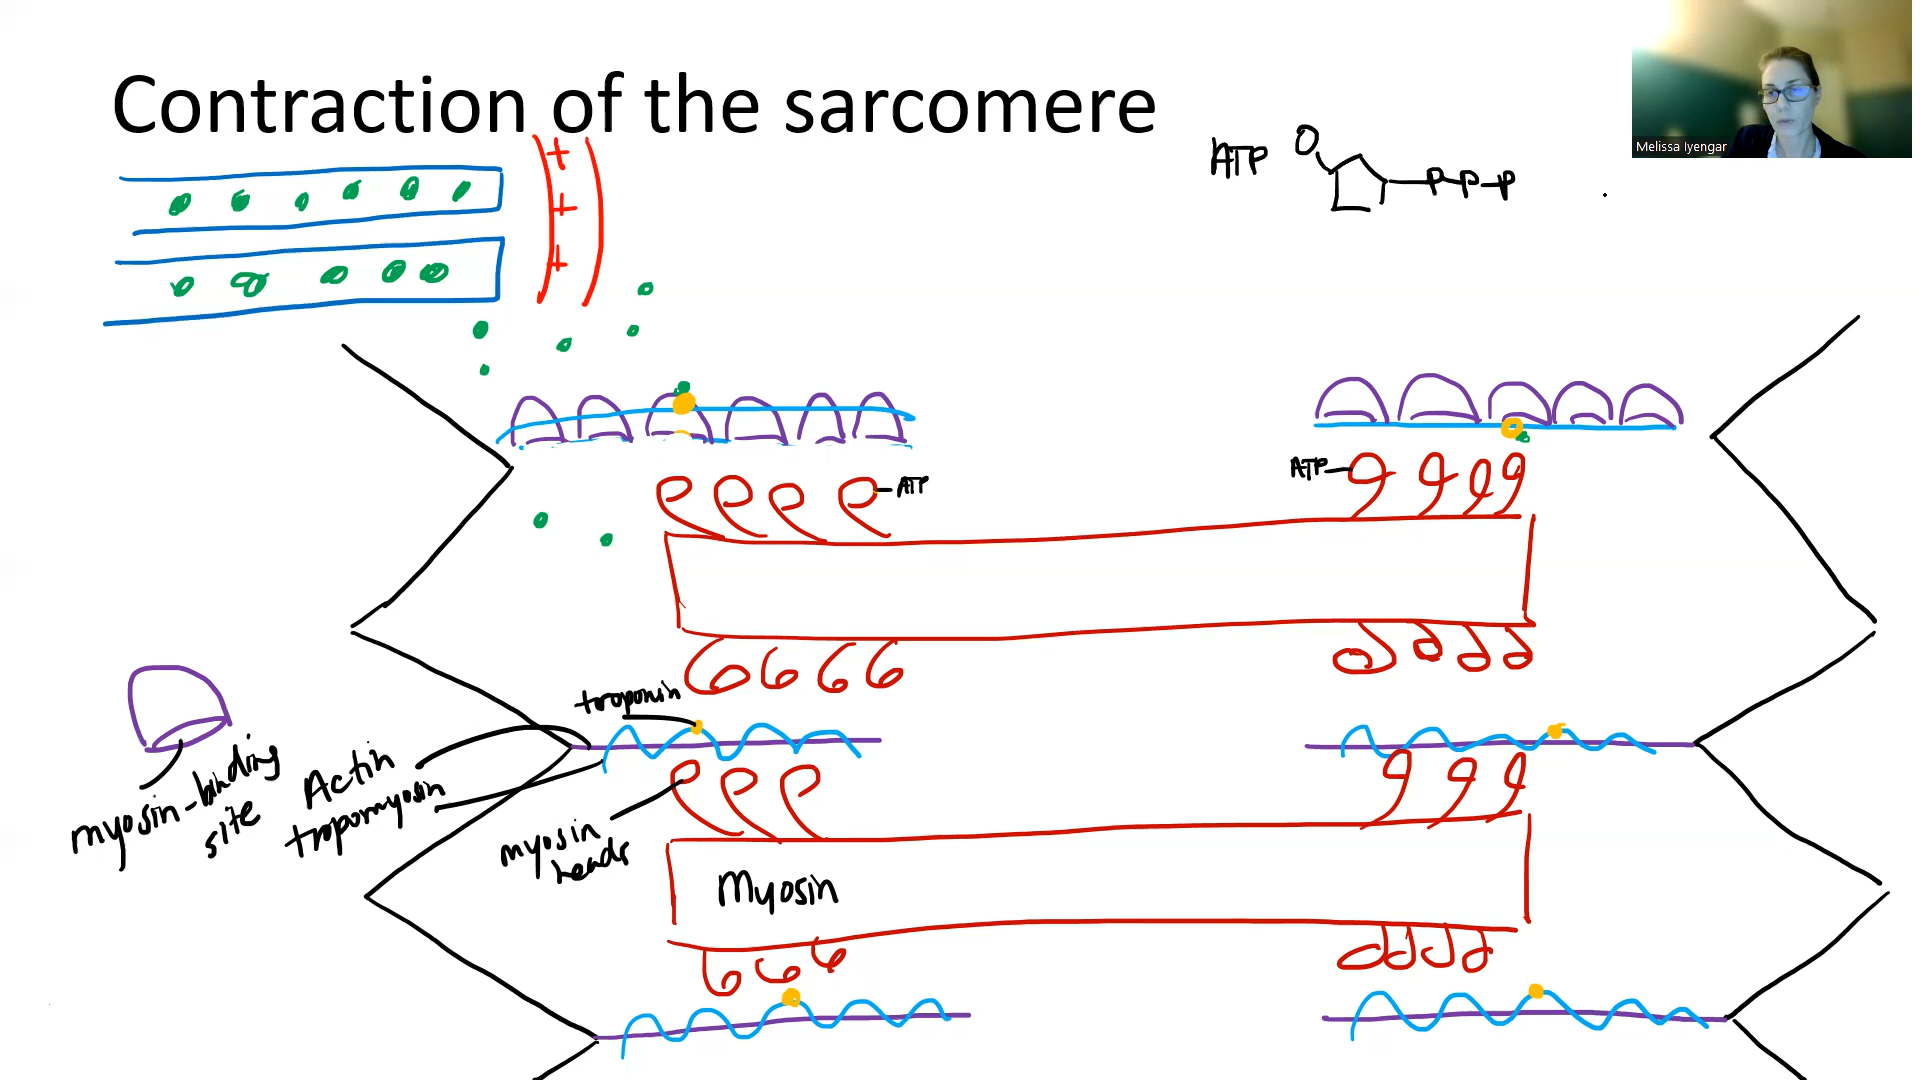 Contraction of the sarcomere
Melissa Iyengar
ATP
P-P-P
+
+
+
ATP
ATP
troponin
myosin-binding
site
Actin
tropomyosin
myosin
heads
Myosin